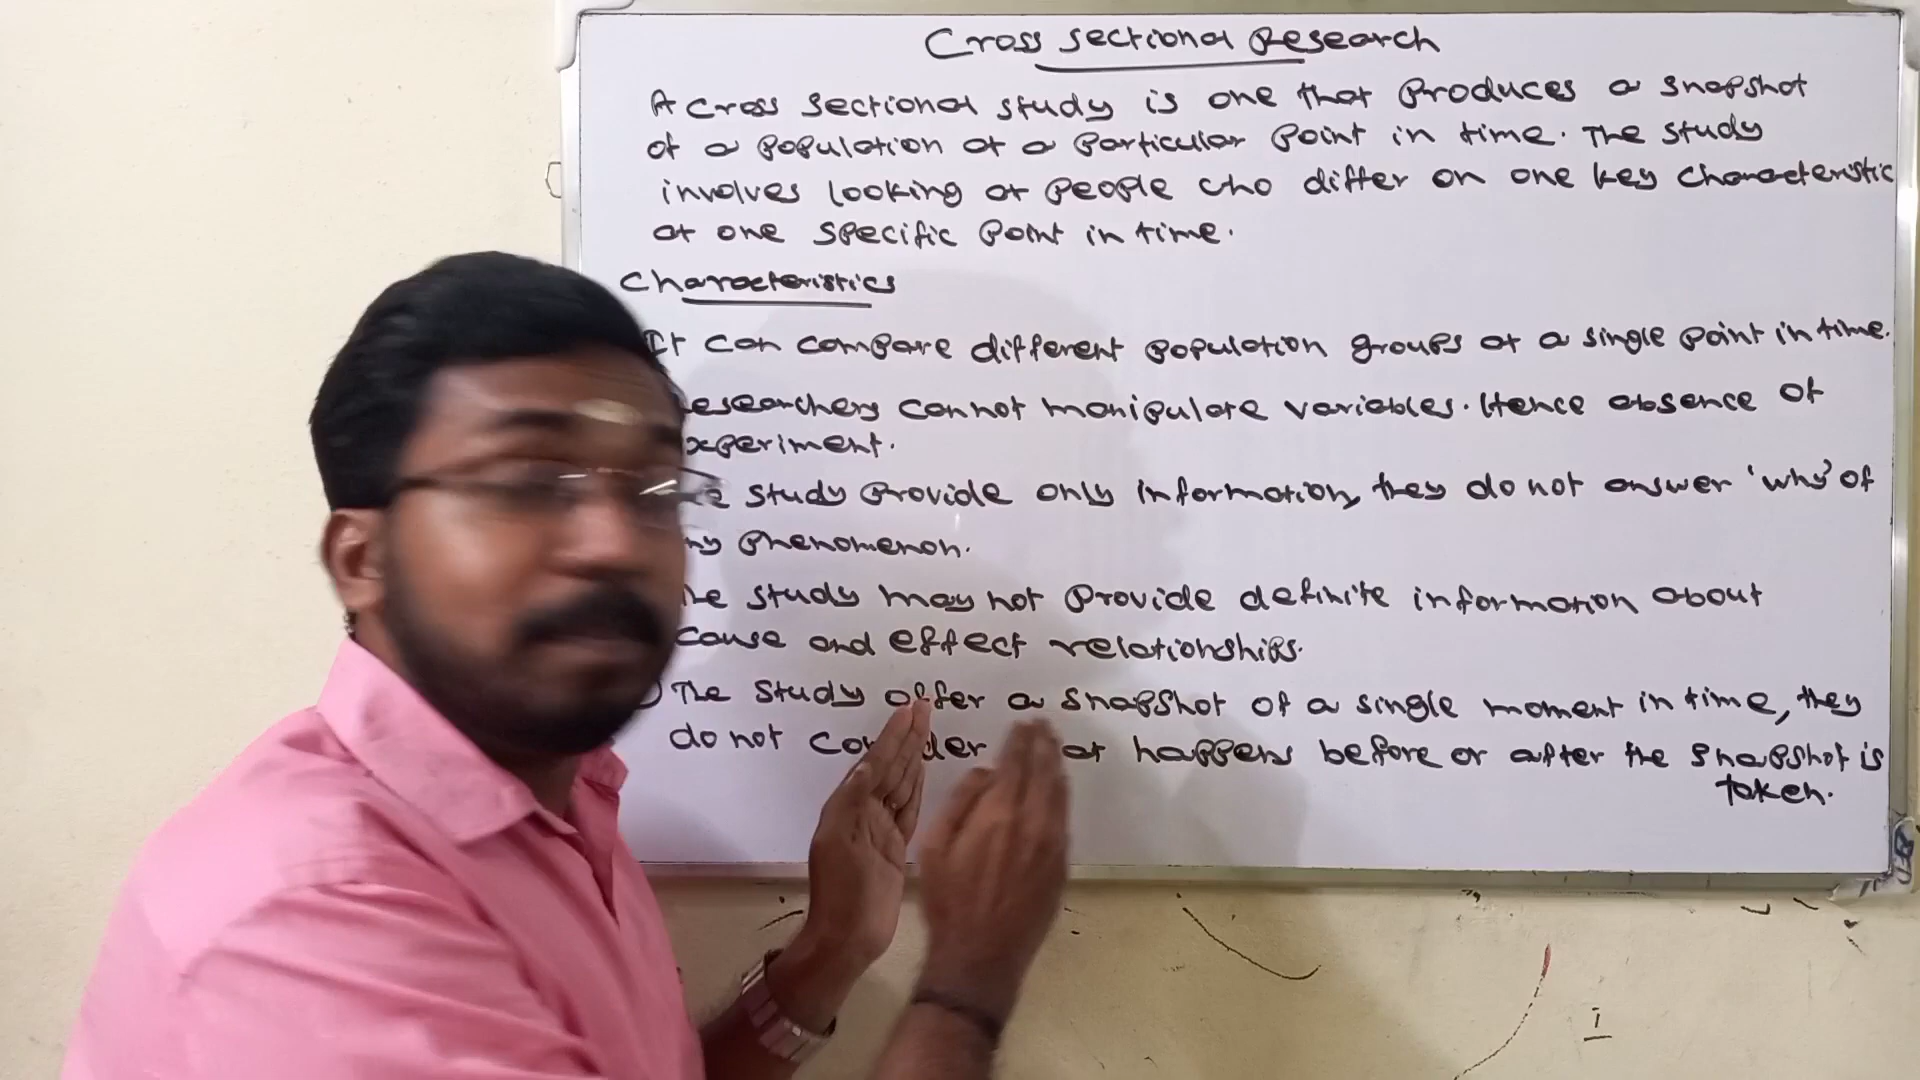 Cross sectional Research
A cross sectional study is one that produces a snapshot
of a population at a particular point in time. The study
involves looking at people who differ on one key characteristic
at one specific point in time.
Characteristics
It can compare different population groups at a single point in time.
esearchers cannot manipulate variables. Hence absence of
xperiment.
e study provide only information, they do not answer 'why' of
ny phenomenon.
he study may not provide definite information about
cause and effect relationships.
) The study offer a snapshot of a single moment in time, they
do not co der at happens before or after the snapshot is
taken.
I